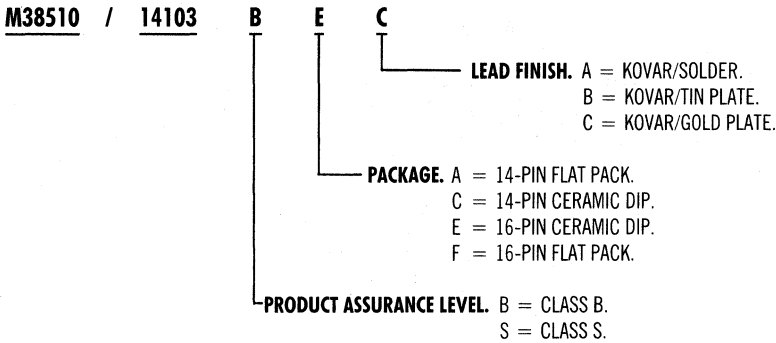 M38510 / 14103 B E C
LEAD FINISH. A = KOVAR/SOLDER.
B = KOVAR/TIN PLATE.
C = KOVAR/GOLD PLATE.
PACKAGE. A = 14-PIN FLAT PACK.
C = 14-PIN CERAMIC DIP.
E = 16-PIN CERAMIC DIP.
F = 16-PIN FLAT PACK.
PRODUCT ASSURANCE LEVEL. B = CLASS B.
S = CLASS S.